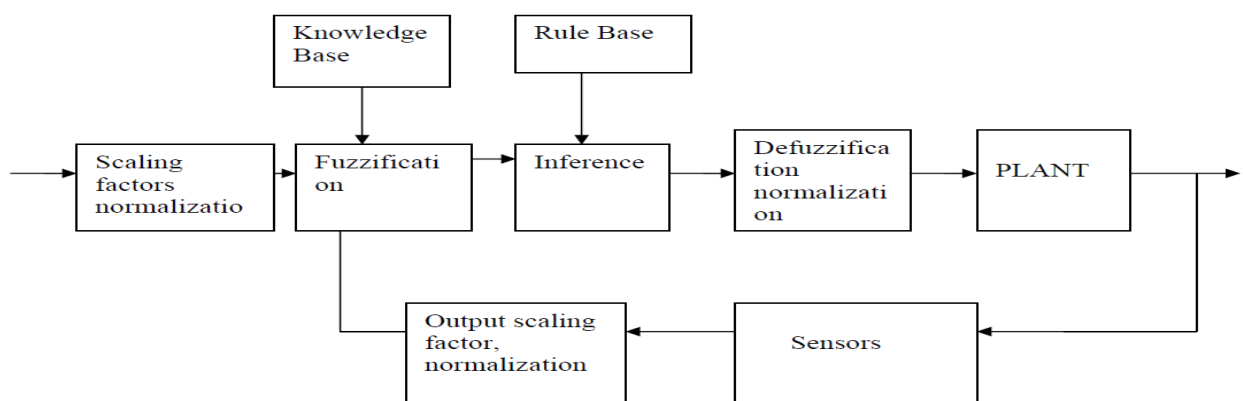 Knowledge
Base
Rule Base
Scaling
factors
normalizatio
Fuzzificati
on
Inference
Defuzzifica
tion
normalizati
on
PLANT
Output scaling
factor,
normalization
Sensors